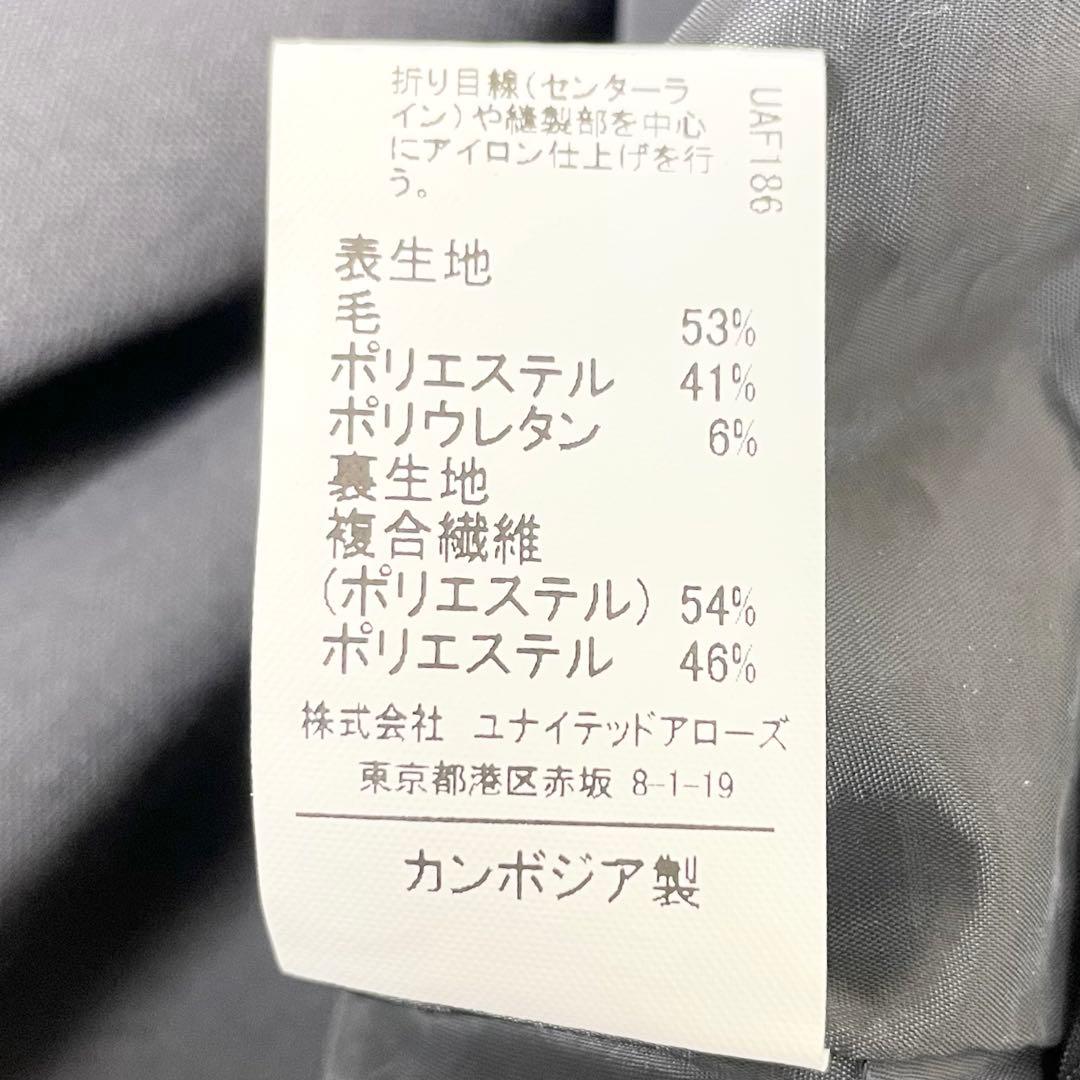 折り目線(センターラ
イン)や縫製部を中心
にアイロン仕上げを行
う。
UAF186
表生地
毛 53%
ポリエステル 41%
ポリウレタン 6%
裏生地
複合繊維
(ポリエステル) 54%
ポリエステル 46%
株式会社 ユナイテッドアローズ
東京都港区赤坂 8-1-19
カンボジア製